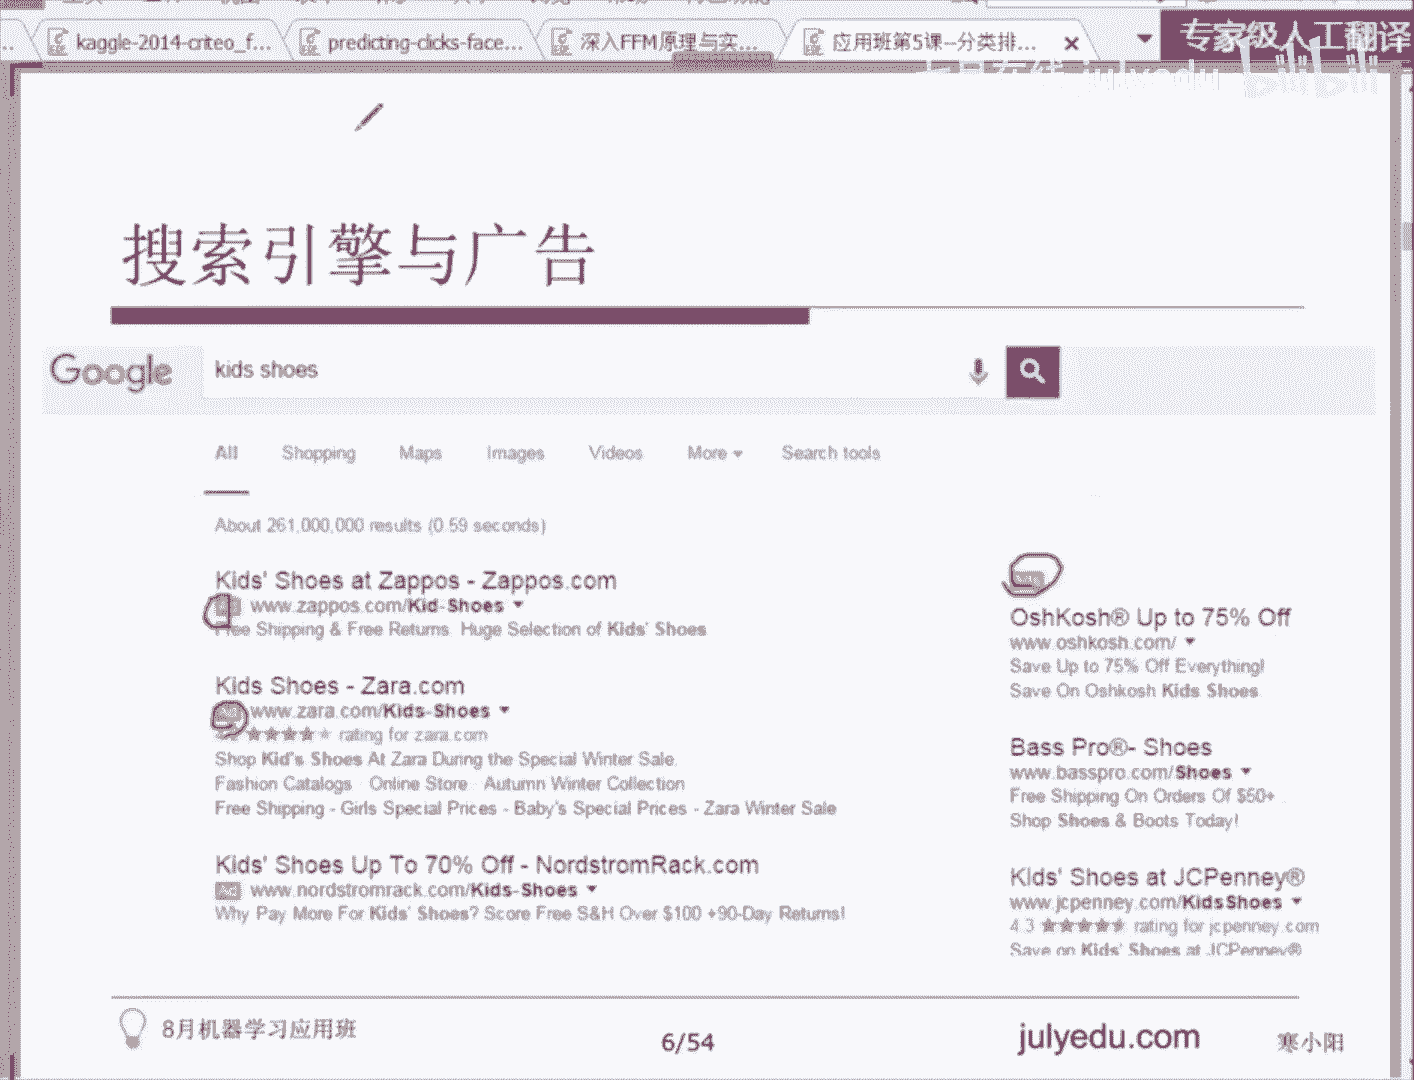 kaggle-2014-criteo_f...
predicting-clicks-face...
深入FFM原理与实...
应用班第5课--分类排...
专家级人工翻译
七月在线 julyedu
bilibili
搜索引擎与广告
Google
kids shoes
All Shopping Maps Images Videos More Search tools
About 261,000,000 results (0.59 seconds)
Kids' Shoes at Zappos - Zappos.com
www.zappos.com/Kid-Shoes
Free Shipping & Free Returns. Huge Selection of Kids' Shoes
Kids Shoes - Zara.com
www.zara.com/Kids-Shoes
rating for zara.com
Shop Kid's Shoes At Zara During the Special Winter Sale.
Fashion Catalogs · Online Store · Autumn Winter Collection
Free Shipping - Girls Special Prices - Baby's Special Prices - Zara Winter Sale
Kids' Shoes Up To 70% Off - NordstromRack.com
Ad www.nordstromrack.com/Kids-Shoes
Why Pay More For Kids' Shoes? Score Free S&H Over $100 +90-Day Returns!
OshKosh® Up to 75% Off
www.oshkosh.com/
Save Up to 75% Off Everything!
Save On Oshkosh Kids Shoes
Bass Pro®- Shoes
www.basspro.com/Shoes
Free Shipping On Orders Of $50+
Shop Shoes & Boots Today!
Kids' Shoes at JCPenney®
www.jcpenney.com/KidsShoes
4.3 ★★★★★ rating for jcpenney.com
Save on Kids' Shoes at JCPenney®
8月机器学习应用班
6/54
julyedu.com
寒小阳